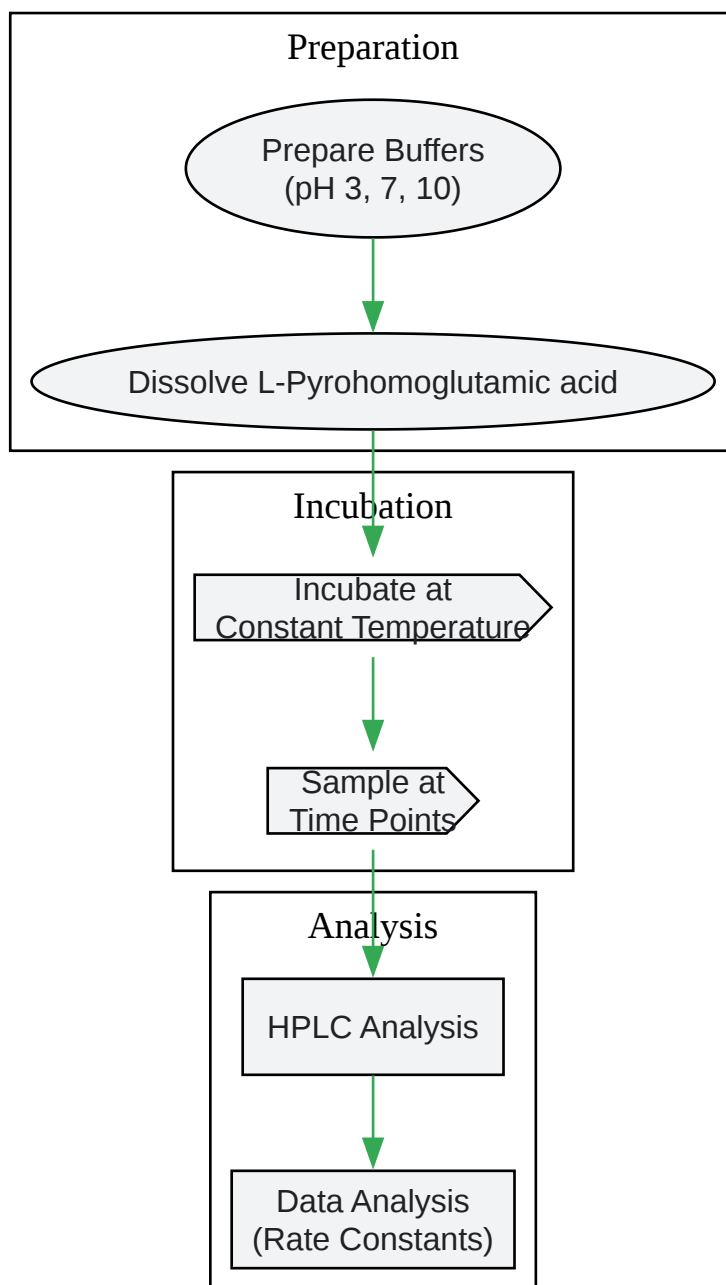 Preparation
Prepare Buffers
(pH 3, 7, 10)
Dissolve L-Pyrohomoglutamic acid
Incubation
Incubate at
Constant Temperature
Sample at
Time Points
Analysis
HPLC Analysis
Data Analysis
(Rate Constants)